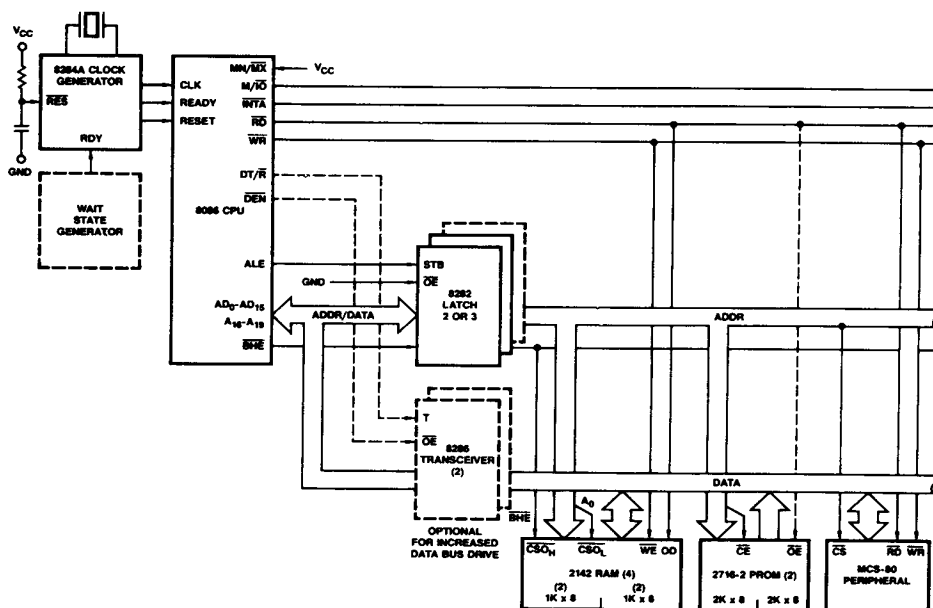 VCC
8284A CLOCK
GENERATOR
RES
RDY
GND
WAIT
STATE
GENERATOR
CLK
READY
RESET
8086 CPU
MN/MX
VCC
M/IO
INTA
RD
WR
DT/R
DEN
ALE
AD0-AD15
A16-A19
BHE
ADDR/DATA
GND
STB
OE
8282
LATCH
2 OR 3
ADDR
T
OE
8286
TRANSCEIVER
(2)
DATA
OPTIONAL
FOR INCREASED
DATA BUS DRIVE
BHE
A0
CSOH
CSOL
WE
OD
2142 RAM (4)
(2)
1K x 8
(2)
1K x 8
CE
OE
2716-2 PROM (2)
2K x 8
2K x 8
CS
RD
WR
MCS-80
PERIPHERAL